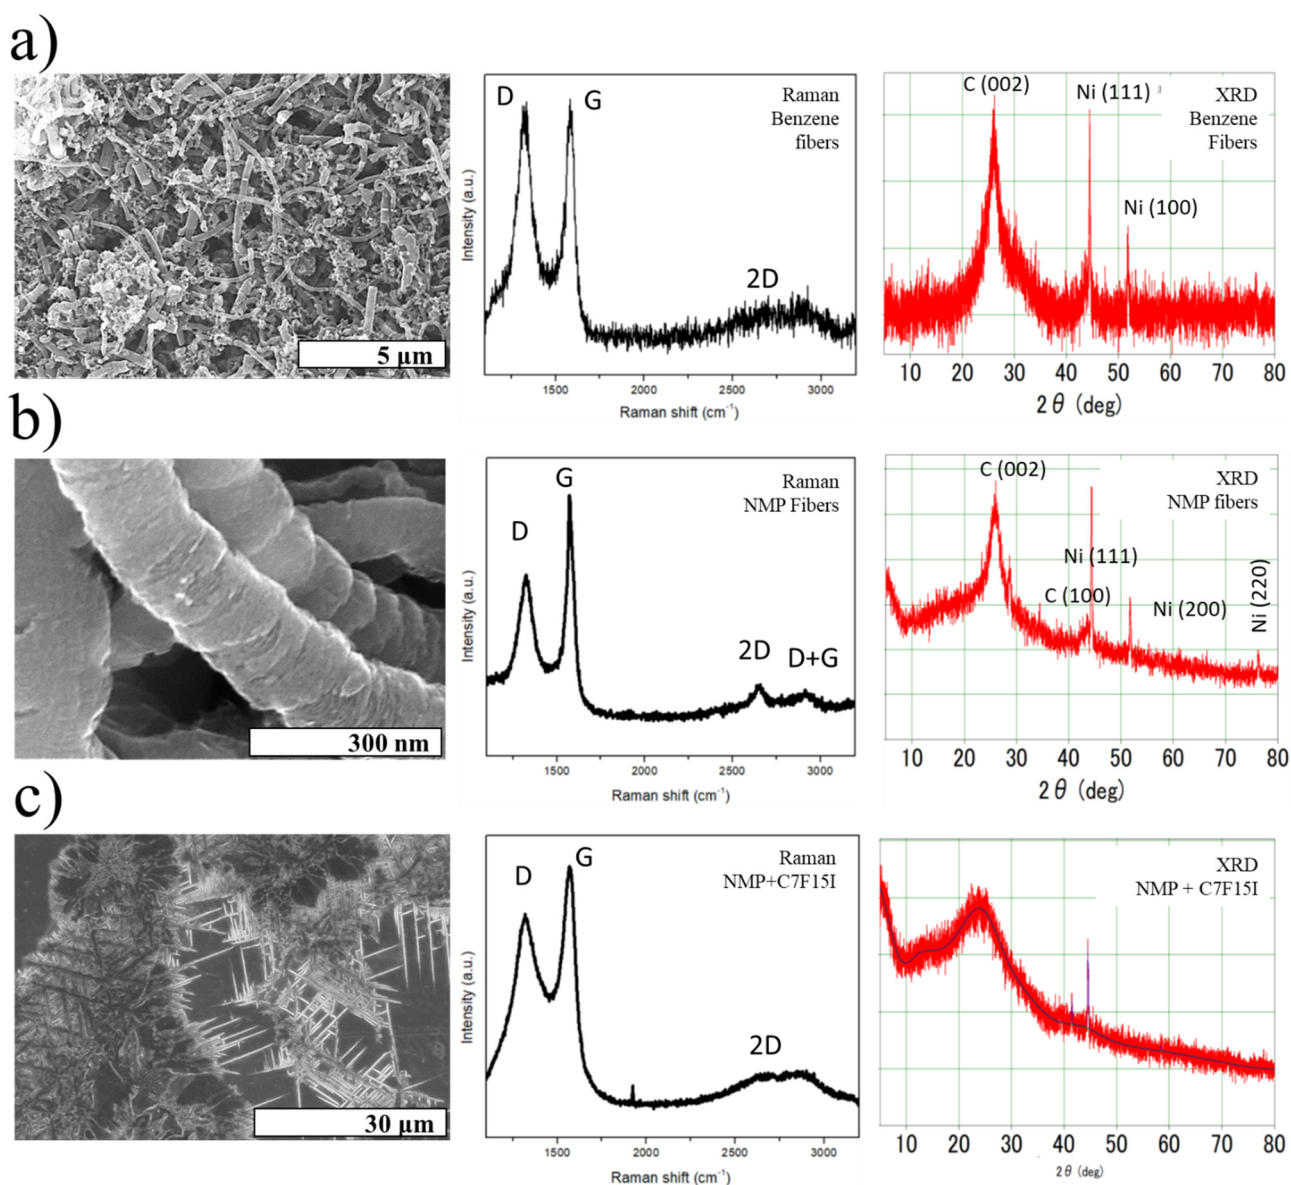 a)
5 μm
D
G
Raman
Benzene
fibers
2D
Intensity (a.u.)
1500
2000
2500
3000
Raman shift (cm⁻¹)
C (002)
Ni (111)
Ni (100)
XRD
Benzene
Fibers
10 20 30 40 50 60 70 80
2θ (deg)
b)
300 nm
D
G
Raman
NMP Fibers
2D
D+G
Intensity (a.u.)
1500
2000
2500
3000
Raman shift (cm⁻¹)
C (002)
XRD
NMP fibers
Ni (111)
C (100)
Ni (200)
Ni (220)
10 20 30 40 50 60 70 80
2θ (deg)
c)
30 μm
D
G
Raman
NMP+C7F15I
2D
Intensity (a.u.)
1500
2000
2500
3000
Raman shift (cm⁻¹)
XRD
NMP + C7F15I
10 20 30 40 50 60 70 80
2θ (deg)